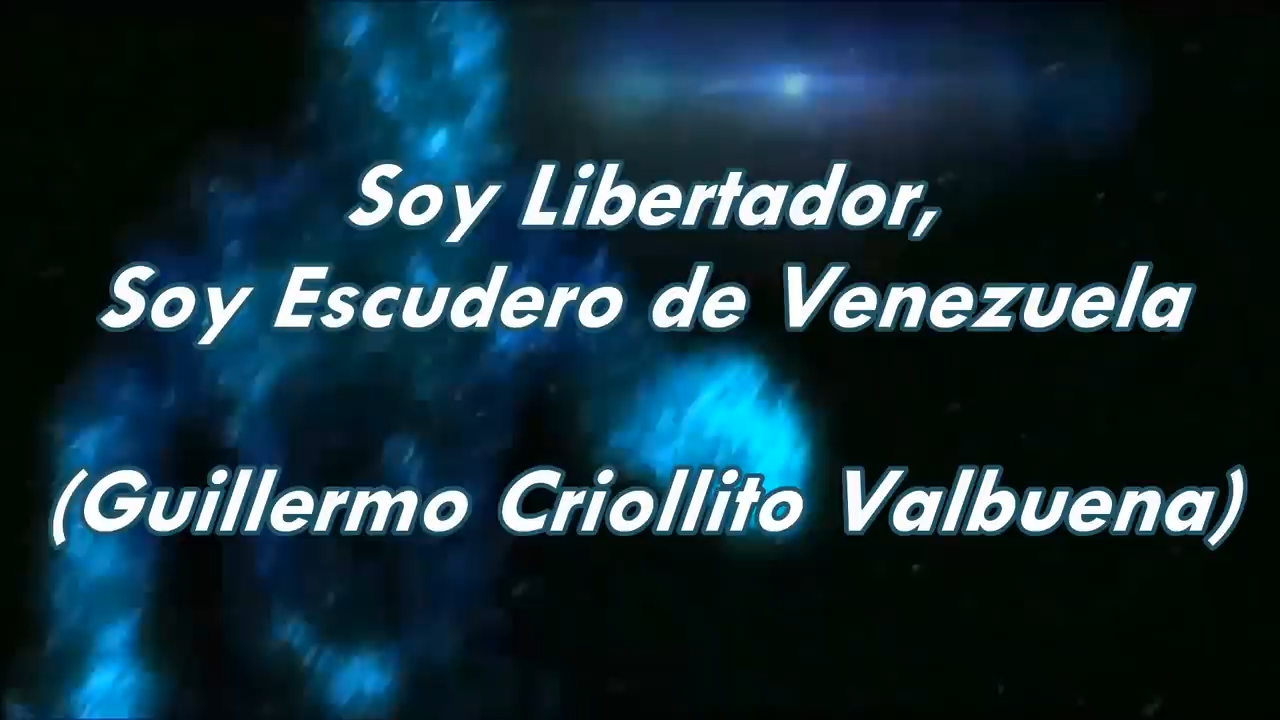 Soy Libertador,
Soy Escudero de Venezuela
(Guillermo Criollito Valbuena)